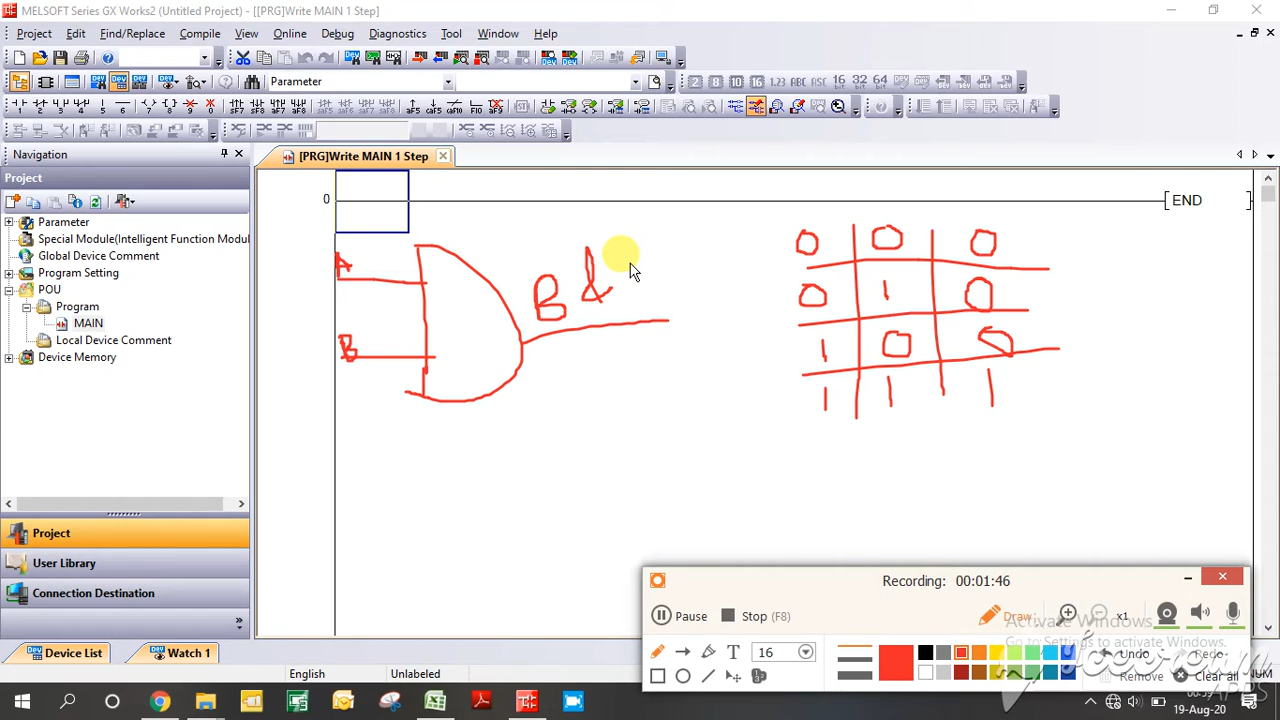 MELSOFT Series GX Works2 (Untitled Project) - [[PRG]Write MAIN 1 Step]
Project Edit Find/Replace Compile View Online Debug Diagnostics Tool Window Help
Parameter
Navigation
[PRG]Write MAIN 1 Step
Project
0
END
Parameter
Special Module(Intelligent Function Modul
Global Device Comment
Program Setting
POU
Program
MAIN
Local Device Comment
Device Memory
A
B
B &
0 0 0
0 1 0
1 0 0
1 1 1
Project
User Library
Connection Destination
Device List
Watch 1
English
Unlabeled
NUM
Recording: 00:01:46
Pause
Stop (F8)
Draw
x1
16
Undo
Redo
Clear all
Activate Windows
Go to Settings to activate Windows.
Icecream
APPS
19-Aug-20